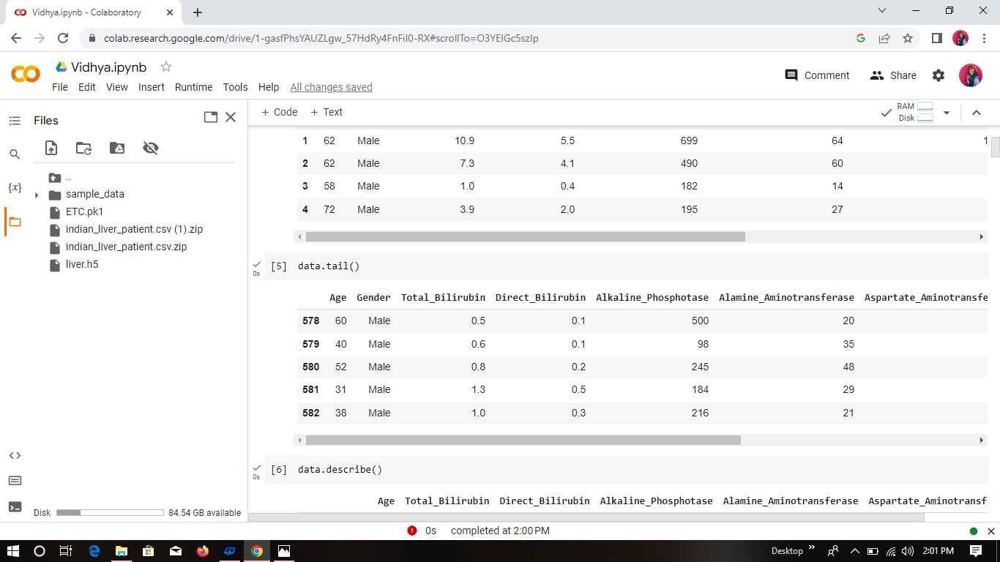 Vidhya.ipynb - Colaboratory
colab.research.google.com/drive/1-gasfPhsYAUZLgw_57HdRy4FnFiI0-RX#scrollTo=O3YEIGc5szIp
Vidhya.ipynb
File Edit View Insert Runtime Tools Help All changes saved
Comment Share
Files
+ Code + Text
RAM
Disk
1 62 Male 10.9 5.5 699 64 1
2 62 Male 7.3 4.1 490 60
3 58 Male 1.0 0.4 182 14
4 72 Male 3.9 2.0 195 27
..
sample_data
ETC.pk1
indian_liver_patient.csv (1).zip
indian_liver_patient.csv.zip
liver.h5
{x}
0s
[5] data.tail()
Age Gender Total_Bilirubin Direct_Bilirubin Alkaline_Phosphotase Alamine_Aminotransferase Aspartate_Aminotransfe
578 60 Male 0.5 0.1 500 20
579 40 Male 0.6 0.1 98 35
580 52 Male 0.8 0.2 245 48
581 31 Male 1.3 0.5 184 29
582 38 Male 1.0 0.3 216 21
0s
[6] data.describe()
Age Total_Bilirubin Direct_Bilirubin Alkaline_Phosphotase Alamine_Aminotransferase Aspartate_Aminotransf
Disk 84.54 GB available
0s completed at 2:00 PM
Desktop 2:01 PM